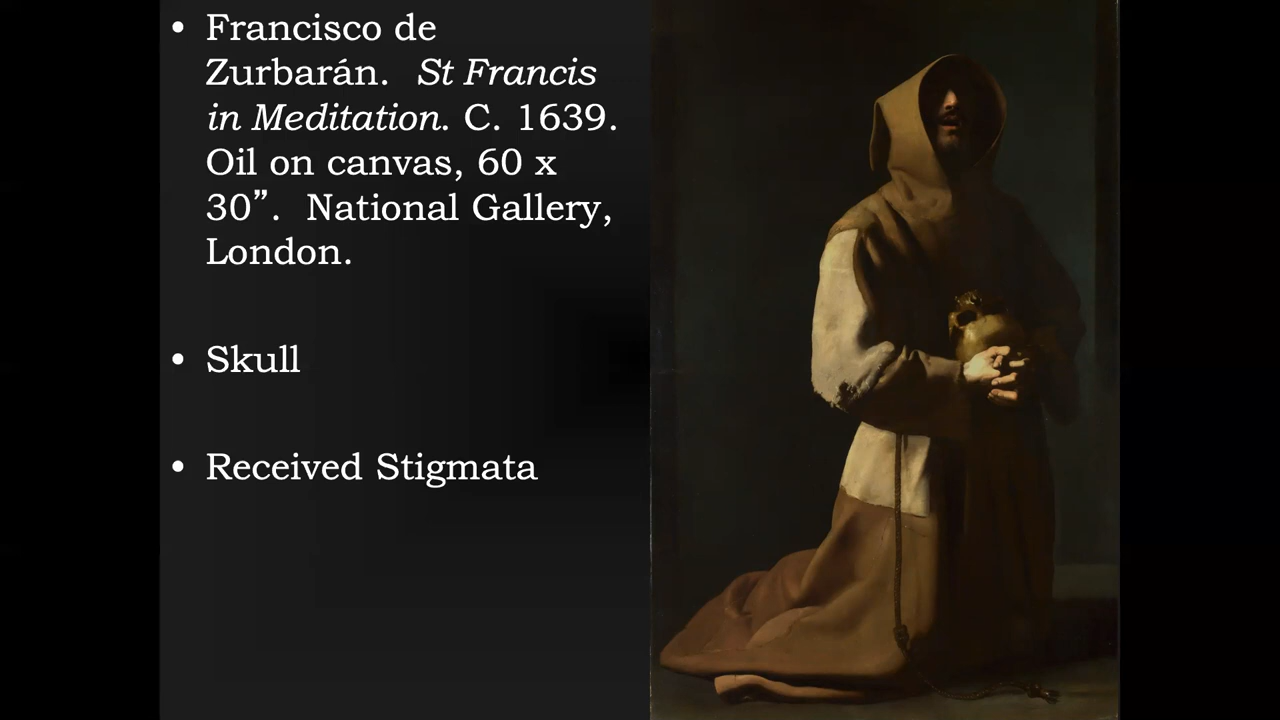 • Francisco de
Zurbarán. St Francis
in Meditation. C. 1639.
Oil on canvas, 60 x
30”. National Gallery,
London.
• Skull
• Received Stigmata